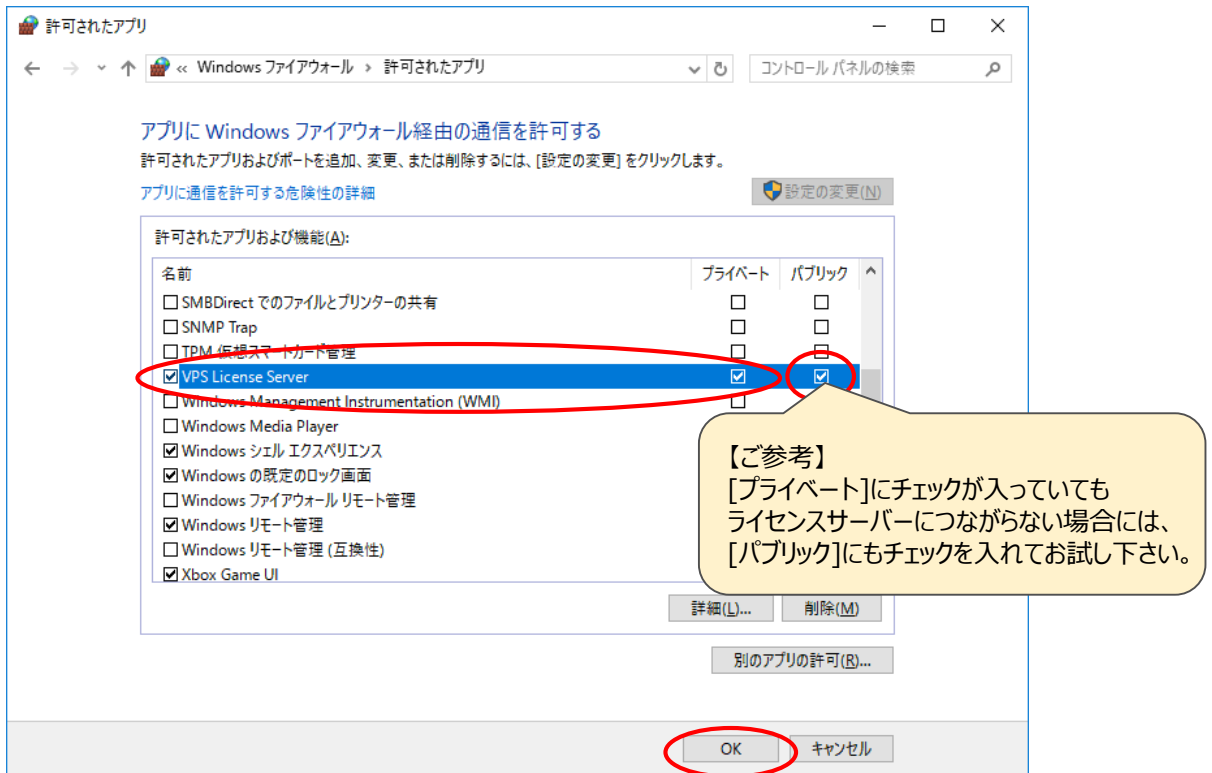 許可されたアプリ
« Windows ファイアウォール › 許可されたアプリ
コントロール パネルの検索
アプリに Windows ファイアウォール経由の通信を許可する
許可されたアプリおよびポートを追加、変更、または削除するには、[設定の変更] をクリックします。
アプリに通信を許可する危険性の詳細
設定の変更(N)
許可されたアプリおよび機能(A):
名前 プライベート パブリック
SMBDirect でのファイルとプリンターの共有
SNMP Trap
TPM 仮想スマートカード管理
VPS License Server
Windows Management Instrumentation (WMI)
Windows Media Player
Windows シェル エクスペリエンス
Windows の既定のロック画面
Windows ファイアウォール リモート管理
Windows リモート管理
Windows リモート管理 (互換性)
Xbox Game UI
【ご参考】
[プライベート]にチェックが入っていても
ライセンスサーバーにつながらない場合には、
[パブリック]にもチェックを入れてお試し下さい。
詳細(L)... 削除(M)
別のアプリの許可(R)...
OK キャンセル